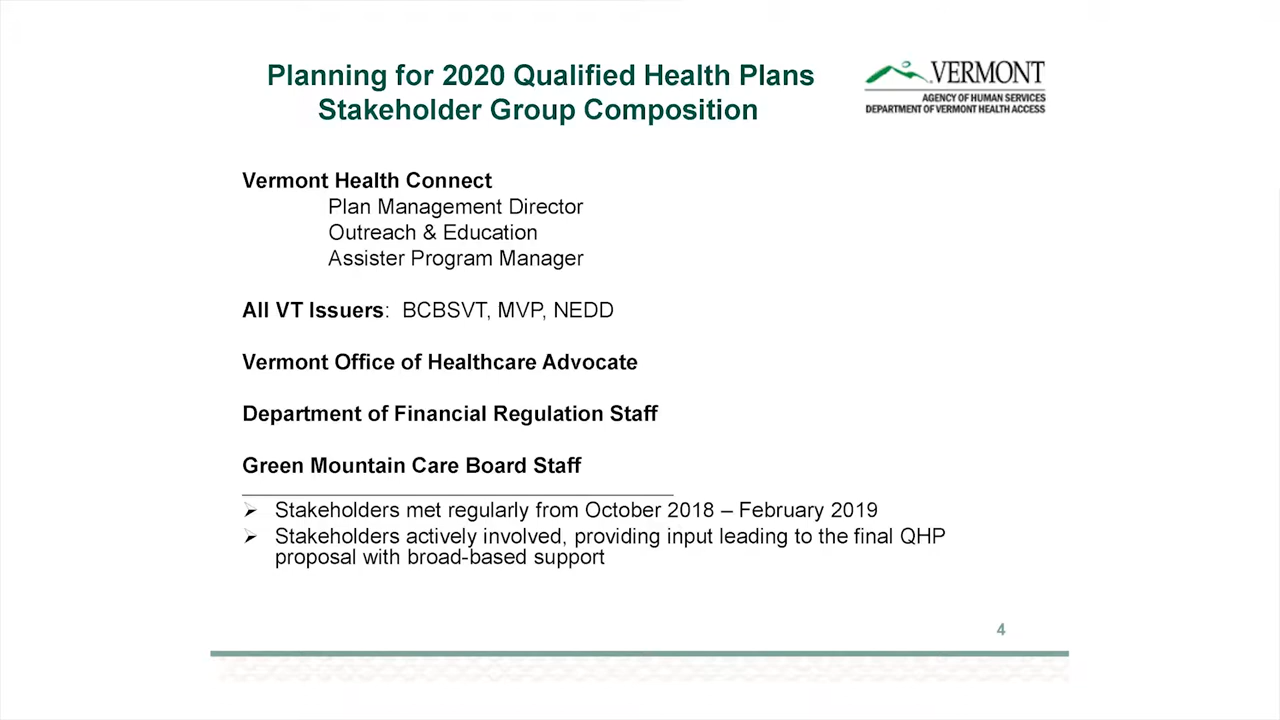 Planning for 2020 Qualified Health Plans
Stakeholder Group Composition
VERMONT
AGENCY OF HUMAN SERVICES
DEPARTMENT OF VERMONT HEALTH ACCESS
Vermont Health Connect
Plan Management Director
Outreach & Education
Assister Program Manager
All VT Issuers: BCBSVT, MVP, NEDD
Vermont Office of Healthcare Advocate
Department of Financial Regulation Staff
Green Mountain Care Board Staff
➢ Stakeholders met regularly from October 2018 – February 2019
➢ Stakeholders actively involved, providing input leading to the final QHP
proposal with broad-based support
4